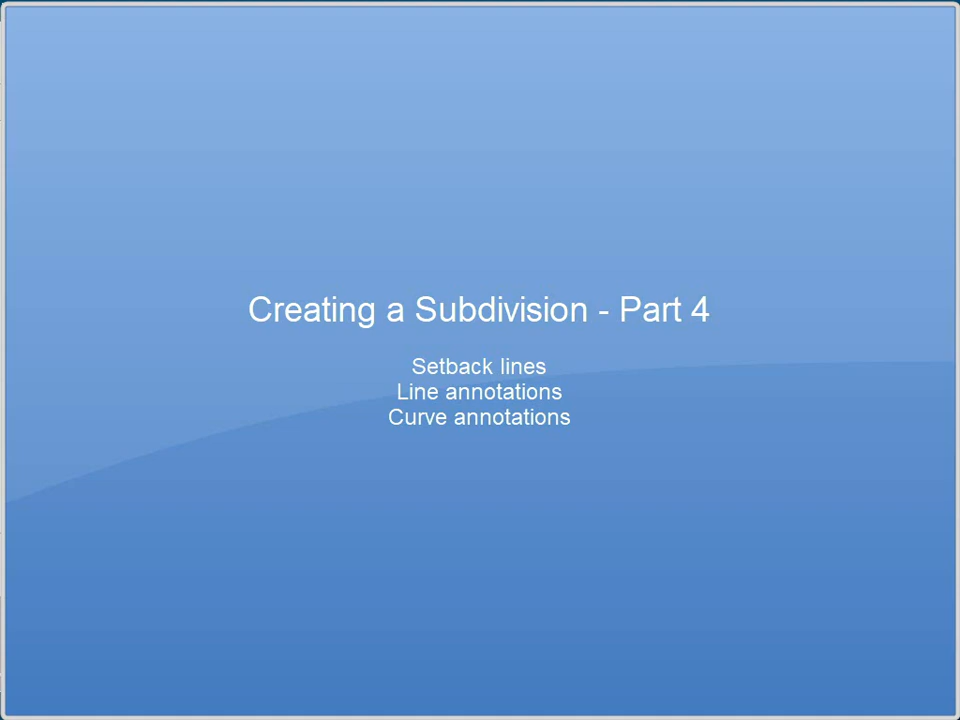 Creating a Subdivision - Part 4
Setback lines
Line annotations
Curve annotations